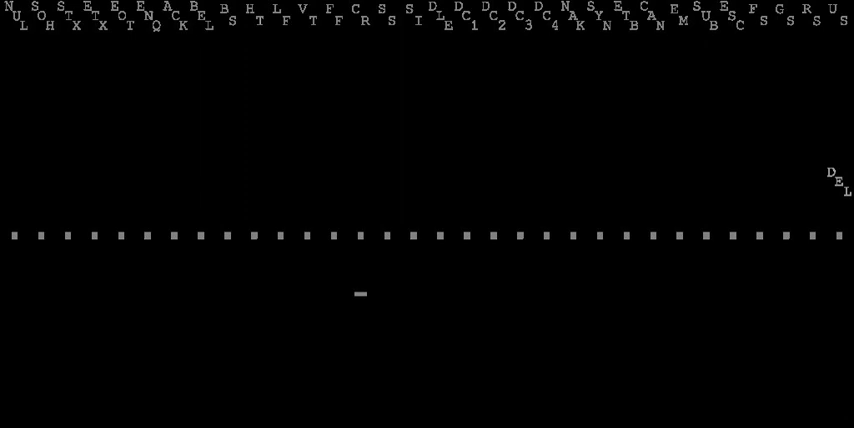 NUL SOH STX ETX EOT ENQ ACK BEL BS HT LF VT FF CR SS SI DLE DC1 DC2 DC3 DC4 NAK SYN ETB CAN EM SUB ESC FS GS RS US
DEL